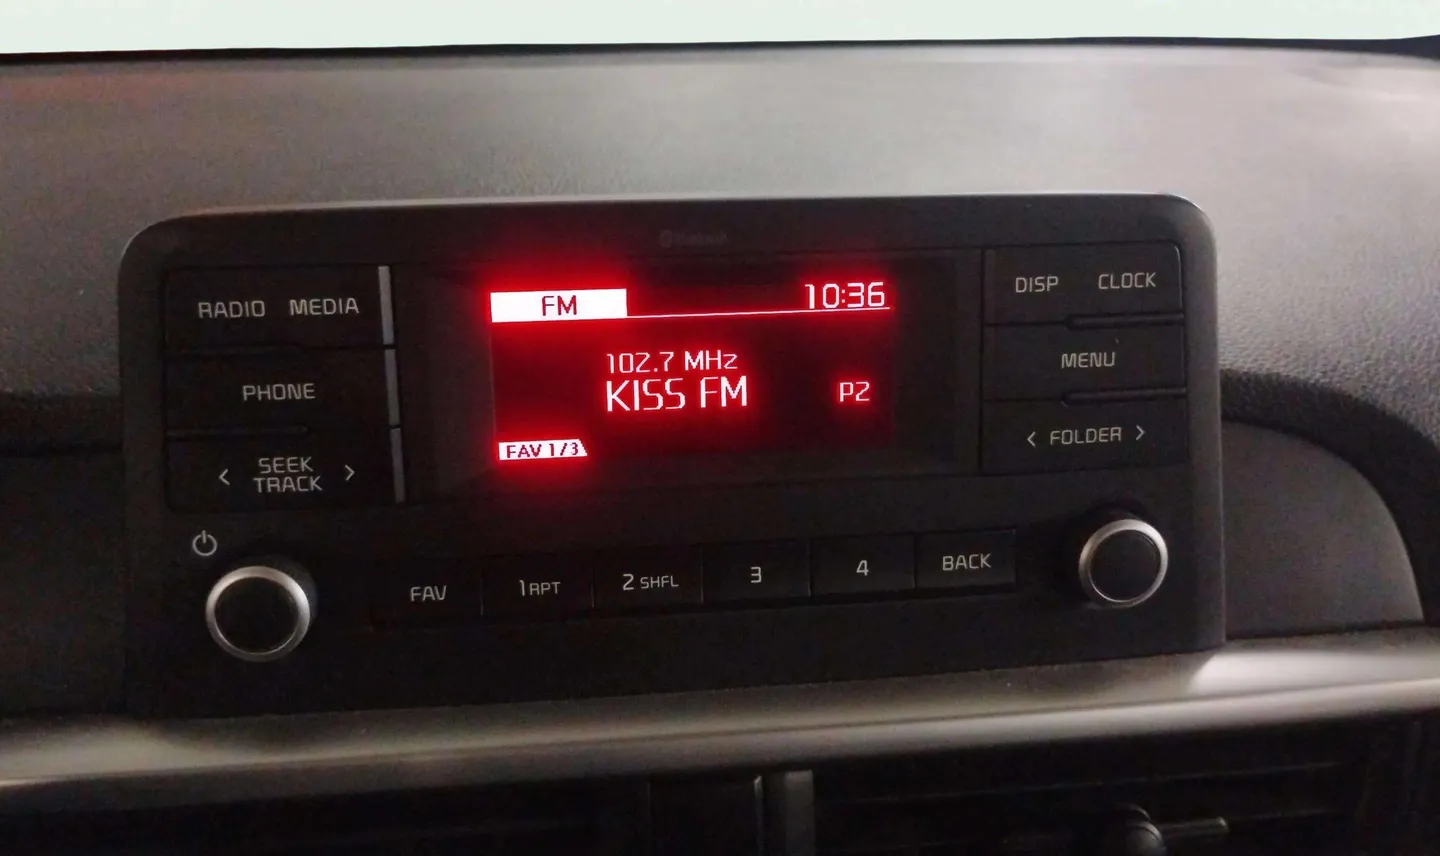 RADIO MEDIA
PHONE
< SEEK TRACK >
FM 10:36
102.7 MHz
KISS FM P2
FAV 1/3
DISP CLOCK
MENU
< FOLDER >
FAV 1 RPT 2 SHFL 3 4 BACK